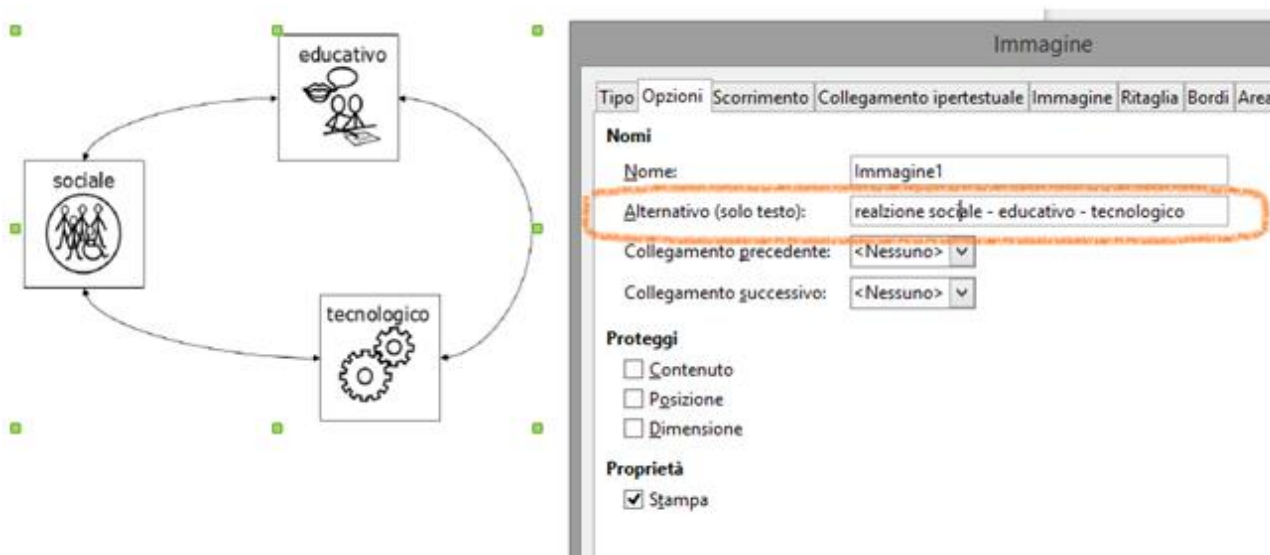 educativo
sociale
tecnologico
Immagine
Tipo Opzioni Scorrimento Collegamento ipertestuale Immagine Ritaglia Bordi Area
Nomi
Nome: Immagine1
Alternativo (solo testo): realzione sociale - educativo - tecnologico
Collegamento precedente: <Nessuno>
Collegamento successivo: <Nessuno>
Proteggi
Contenuto
Posizione
Dimensione
Proprietà
Stampa